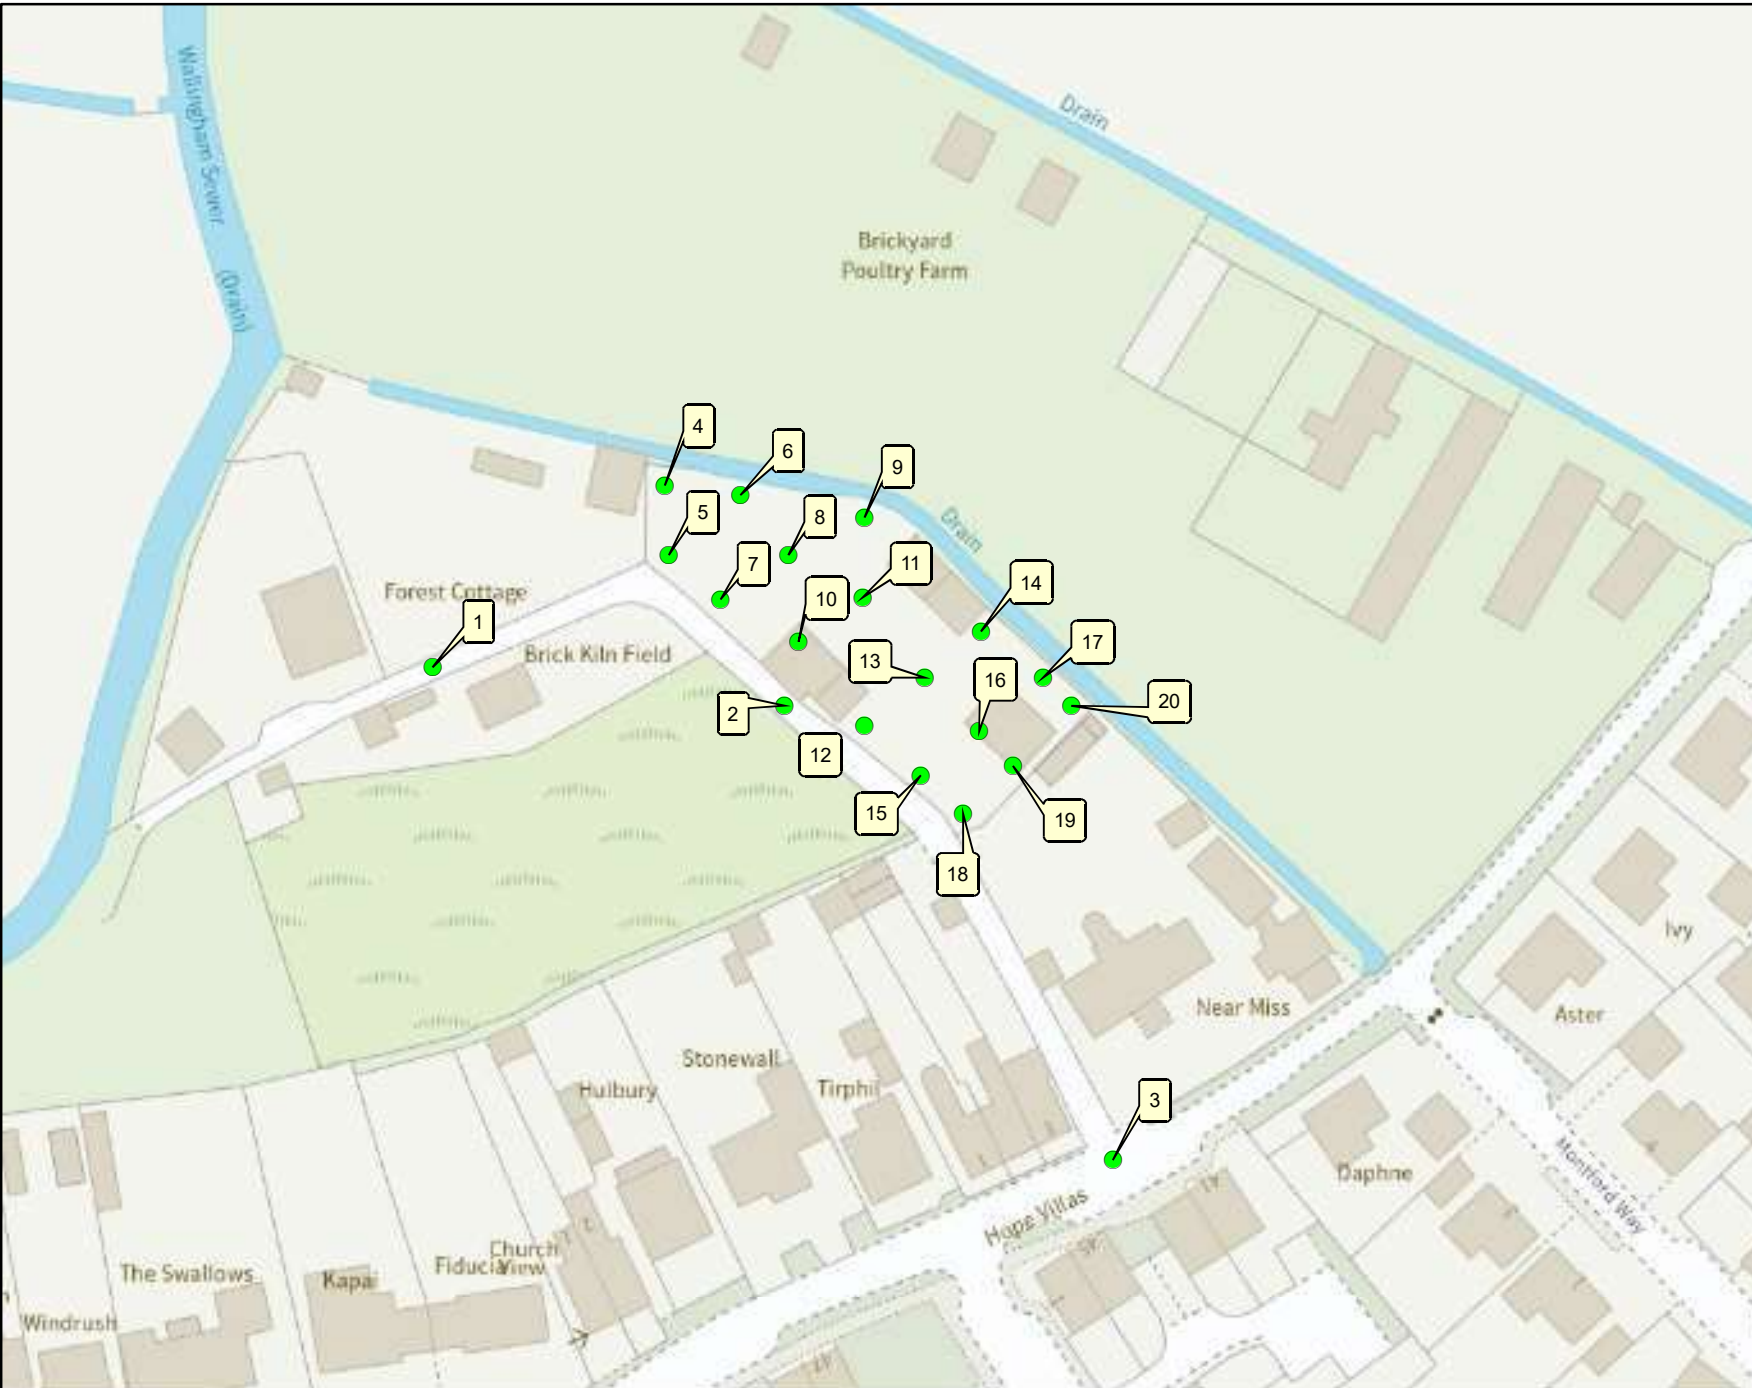 Wallingham Sewer
(Drain)
Drain
Brickyard
Poultry Farm
4
6
9
5
8
Drain
7
11
14
Forest Cottage
10
1
17
Brick Kiln Field
13
16
2
20
12
15
19
18
Ivy
Near Miss
Aster
Stonewall
Hulbury
Tirphil
3
Daphne
Montford Way
Hope Villas
Church
View
Fiducia
The Swallows
Kapai
Windrush